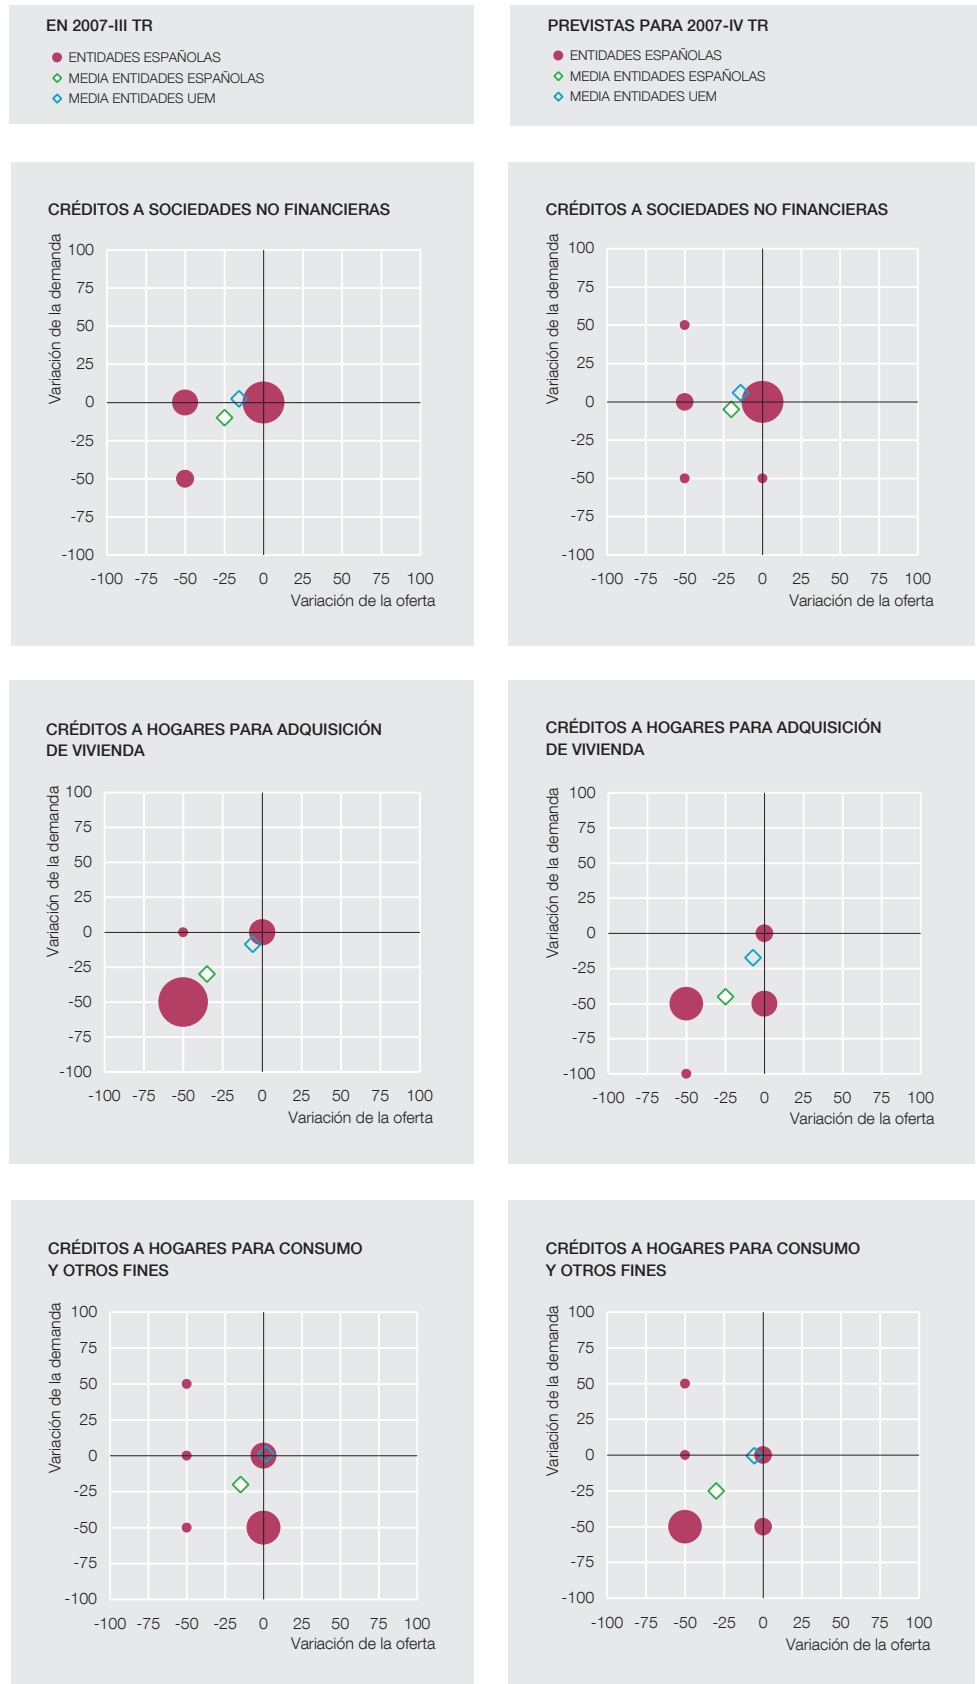 EN 2007-III TR
ENTIDADES ESPAÑOLAS
MEDIA ENTIDADES ESPAÑOLAS
MEDIA ENTIDADES UEM
PREVISTAS PARA 2007-IV TR
ENTIDADES ESPAÑOLAS
MEDIA ENTIDADES ESPAÑOLAS
MEDIA ENTIDADES UEM
CRÉDITOS A SOCIEDADES NO FINANCIERAS
Variación de la demanda
100
75
50
25
0
-25
-50
-75
-100
-100 -75 -50 -25 0 25 50 75 100
Variación de la oferta
CRÉDITOS A SOCIEDADES NO FINANCIERAS
Variación de la demanda
100
75
50
25
0
-25
-50
-75
-100
-100 -75 -50 -25 0 25 50 75 100
Variación de la oferta
CRÉDITOS A HOGARES PARA ADQUISICIÓN
DE VIVIENDA
Variación de la demanda
100
75
50
25
0
-25
-50
-75
-100
-100 -75 -50 -25 0 25 50 75 100
Variación de la oferta
CRÉDITOS A HOGARES PARA ADQUISICIÓN
DE VIVIENDA
Variación de la demanda
100
75
50
25
0
-25
-50
-75
-100
-100 -75 -50 -25 0 25 50 75 100
Variación de la oferta
CRÉDITOS A HOGARES PARA CONSUMO
Y OTROS FINES
Variación de la demanda
100
75
50
25
0
-25
-50
-75
-100
-100 -75 -50 -25 0 25 50 75 100
Variación de la oferta
CRÉDITOS A HOGARES PARA CONSUMO
Y OTROS FINES
Variación de la demanda
100
75
50
25
0
-25
-50
-75
-100
-100 -75 -50 -25 0 25 50 75 100
Variación de la oferta